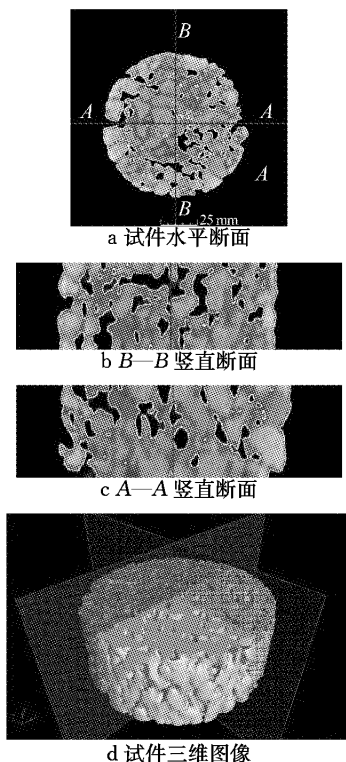 B
A A
A
B
25 mm
a 试件水平断面
b B—B 竖直断面
c A—A 竖直断面
d 试件三维图像